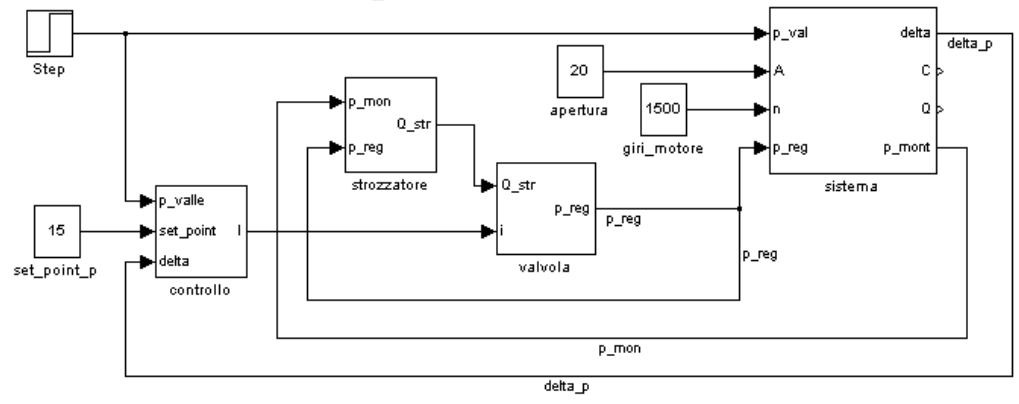 Step
p_val
A
n
p_reg
delta
C
Q
p_mont
sistema
delta_p
20
apertura
1500
giri_motore
p_mon
p_reg
Q_str
strozzatore
Q_str
i
p_reg
valvola
p_reg
p_reg
p_valle
set_point
delta
I
controllo
15
set_point_p
p_mon
delta_p